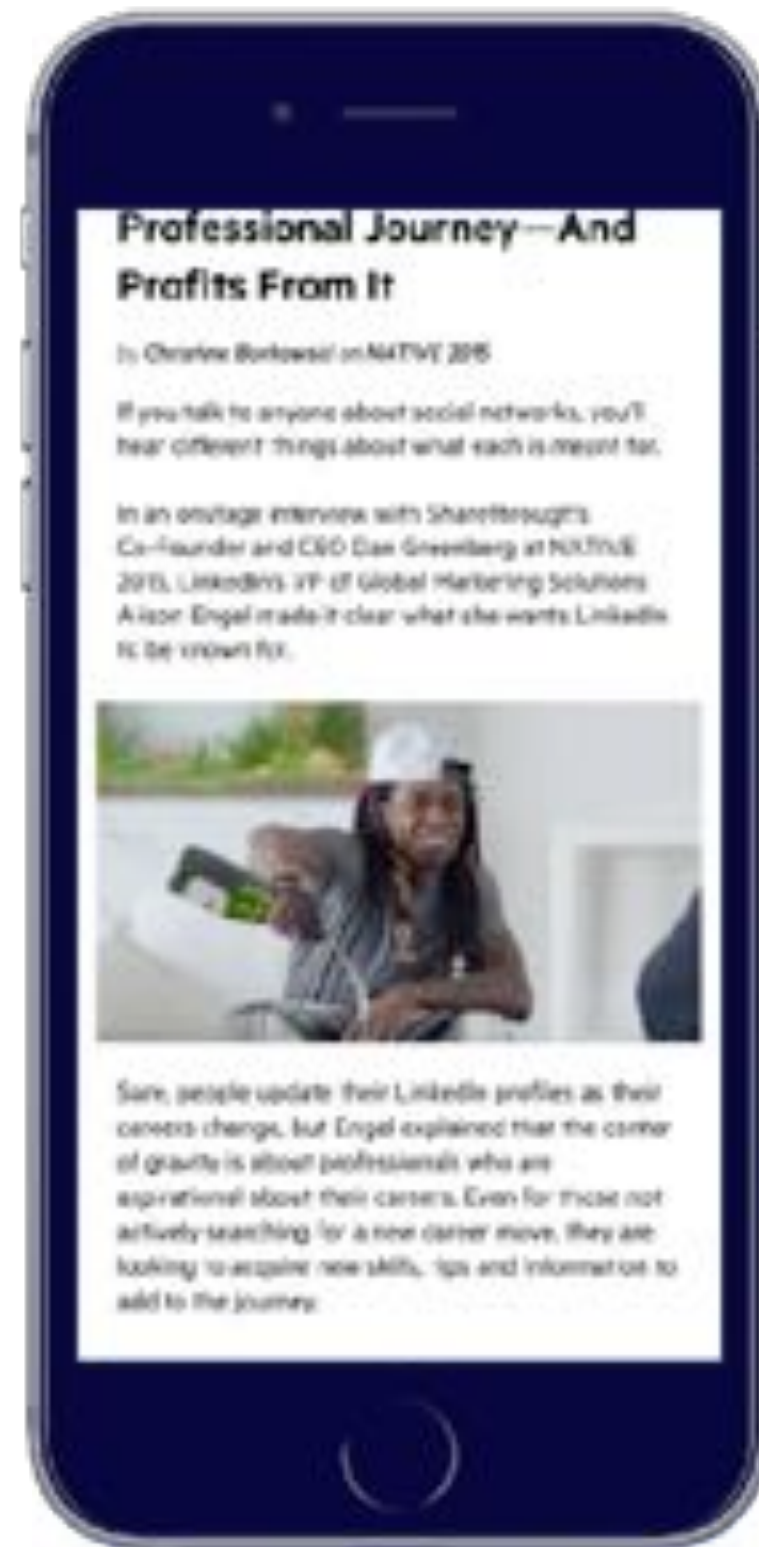 Professional Journey—And
Profits From It
by Christine Borkowski on NATIVE 2015
If you talk to anyone about social networks, you'll
hear different things about what each is meant for.
In an onstage interview with Sharethrough's
Co-Founder and CEO Dan Greenberg at NATIVE
2015, LinkedIn's VP of Global Marketing Solutions
Alison Engel made it clear what she wants LinkedIn
to be known for.
Sure, people update their LinkedIn profiles as their
careers change, but Engel explained that the center
of gravity is about professionals who are
aspirational about their careers. Even for those not
actively searching for a new career move, they are
looking to acquire new skills, tips and information to
add to the journey.